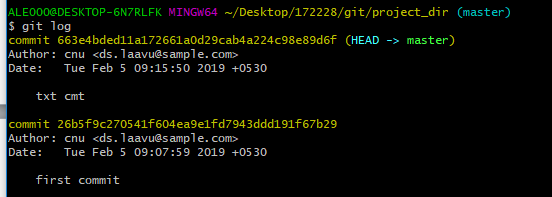 ALEOOO@DESKTOP-6N7RLFK MINGW64 ~/Desktop/172228/git/project_dir (master)
$ git log
commit 663e4bded11a172661a0d29cab4a224c98e89d6f (HEAD -> master)
Author: cnu <ds.laavu@sample.com>
Date:   Tue Feb 5 09:15:50 2019 +0530
    txt cmt
commit 26b5f9c270541f604ea9e1fd7943ddd191f67b29
Author: cnu <ds.laavu@sample.com>
Date:   Tue Feb 5 09:07:59 2019 +0530
    first commit